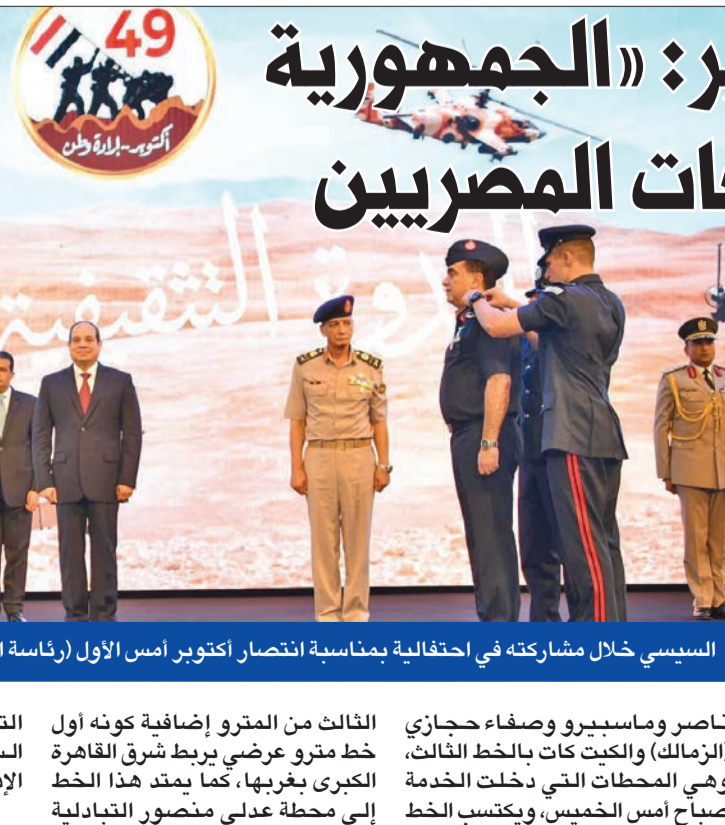 ر: «الجمهورية
ات المصريين
49
أكتوبر.. إرادة وطن
الندوة التثقيفية
السيسي خلال مشاركته في احتفالية بمناسبة انتصار أكتوبر أمس الأول (رئاسة ا
ناصر وماسبيرو وصفاء حجازي
(الزمالك) والكيت كات بالخط الثالث،
وهي المحطات التي دخلت الخدمة
صباح أمس الخميس، ويكتسب الخط
الثالث من المترو إضافية كونه أول
خط مترو عرضي يربط شرق القاهرة
الكبرى بغربها، كما يمتد هذا الخط
إلى محطة عدلي منصور التبادلية